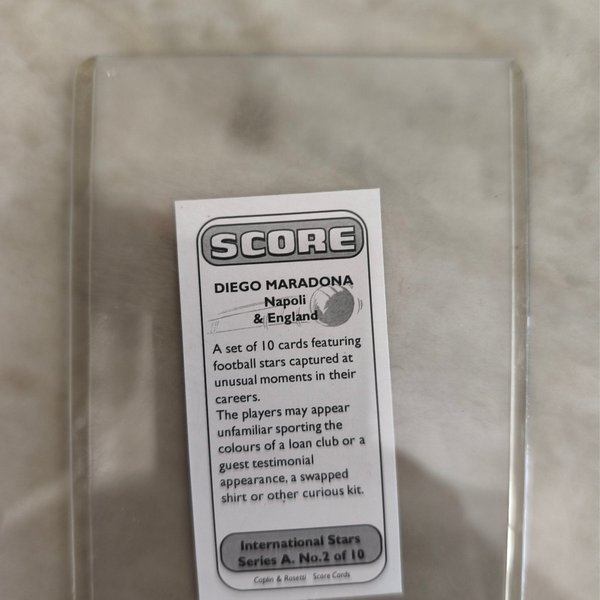 SCORE
DIEGO MARADONA
Napoli
& England
A set of 10 cards featuring
football stars captured at
unusual moments in their
careers.
The players may appear
unfamiliar sporting the
colours of a loan club or a
guest testimonial
appearance, a swapped
shirt or other curious kit.
International Stars
Series A. No.2 of 10
Coplin & Rosetti Score Cards